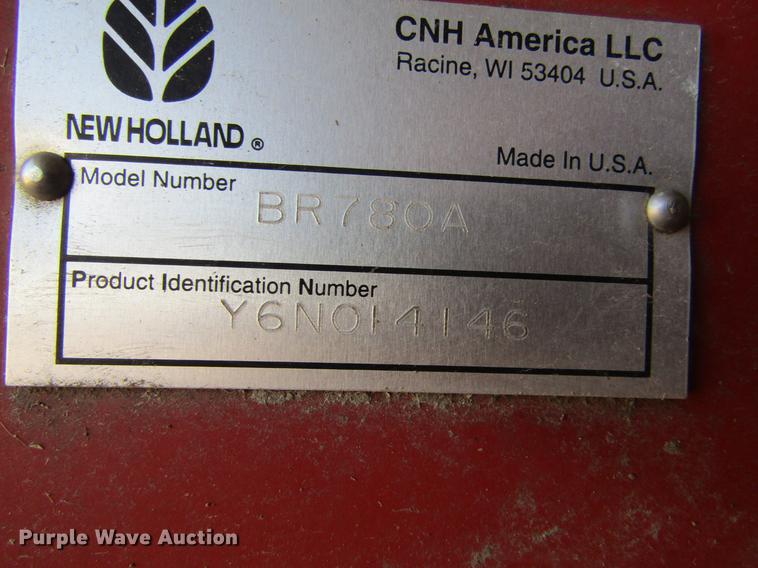 CNH America LLC
Racine, WI 53404 U.S.A.
NEW HOLLAND ®
Made In U.S.A.
Model Number
BR780A
Product Identification Number
Y6N014146
Purple Wave Auction